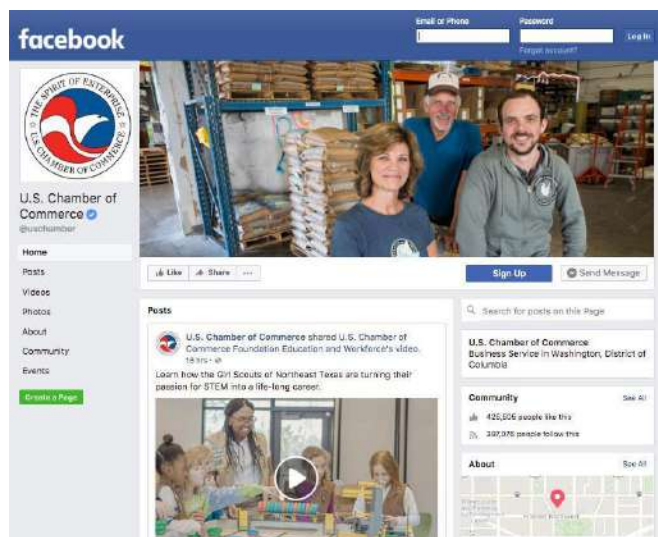 facebook
Email or Phone
Password
Log In
Forgot account?
THE SPIRIT OF ENTERPRISE
U.S. CHAMBER OF COMMERCE
U.S. Chamber of
Commerce
@uschamber
Home
Posts
Videos
Photos
About
Community
Events
Create a Page
Like
Share
Sign Up
Send Message
Posts
U.S. Chamber of Commerce shared U.S. Chamber of
Commerce Foundation Education and Workforce's video.
18 hrs
Learn how the Girl Scouts of Northeast Texas are turning their
passion for STEM into a life-long career.
Search for posts on this Page
U.S. Chamber of Commerce
Business Service in Washington, District of
Columbia
Community
See All
people like this
people follow this
About
See All